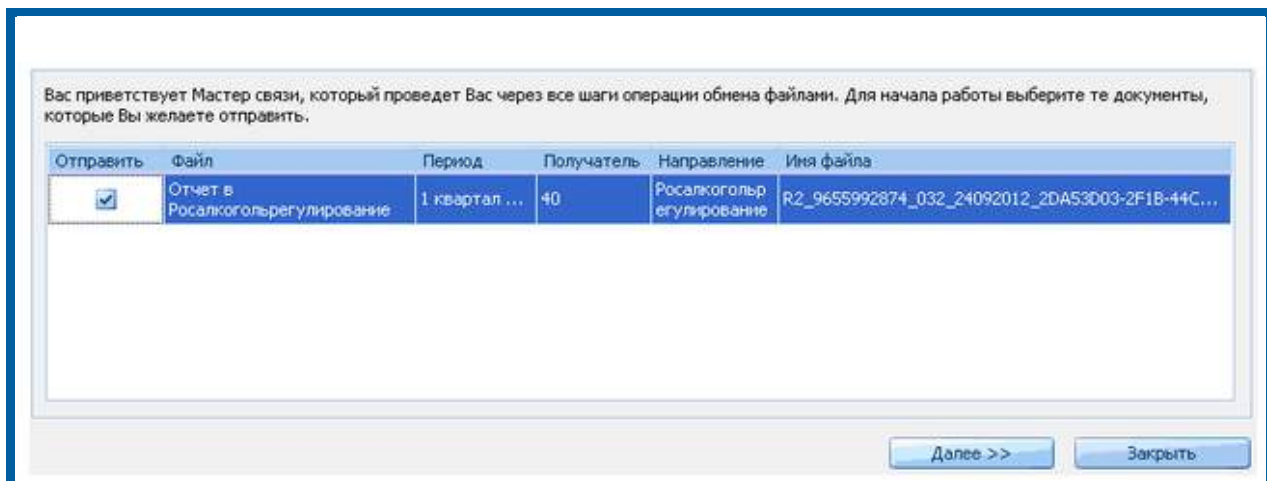 Вас приветствует Мастер связи, который проведет Вас через все шаги операции обмена файлами. Для начала работы выберите те документы,
которые Вы желаете отправить.
Отправить Файл Период Получатель Направление Имя файла
Отчет в Росалкогольр
Росалкогольрегулирование 1 квартал ... 40 егулирование R2_9655992874_032_24092012_2DA53D03-2F1B-44C...
Далее >> Закрыть